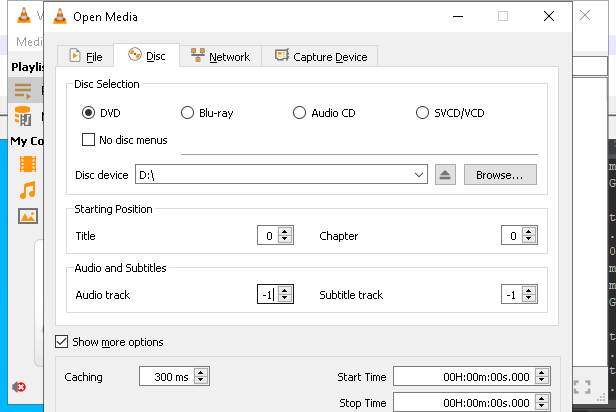 V
Open Media
Medi
File
Disc
Network
Capture Device
Playlis
P
M
My Co
Disc Selection
DVD
Blu-ray
Audio CD
SVCD/VCD
No disc menus
Disc device
D:\
Browse...
Starting Position
Title
0
Chapter
0
Audio and Subtitles
Audio track
-1
Subtitle track
-1
Show more options
Caching
300 ms
Start Time
00H:00m:00s.000
Stop Time
00H:00m:00s.000